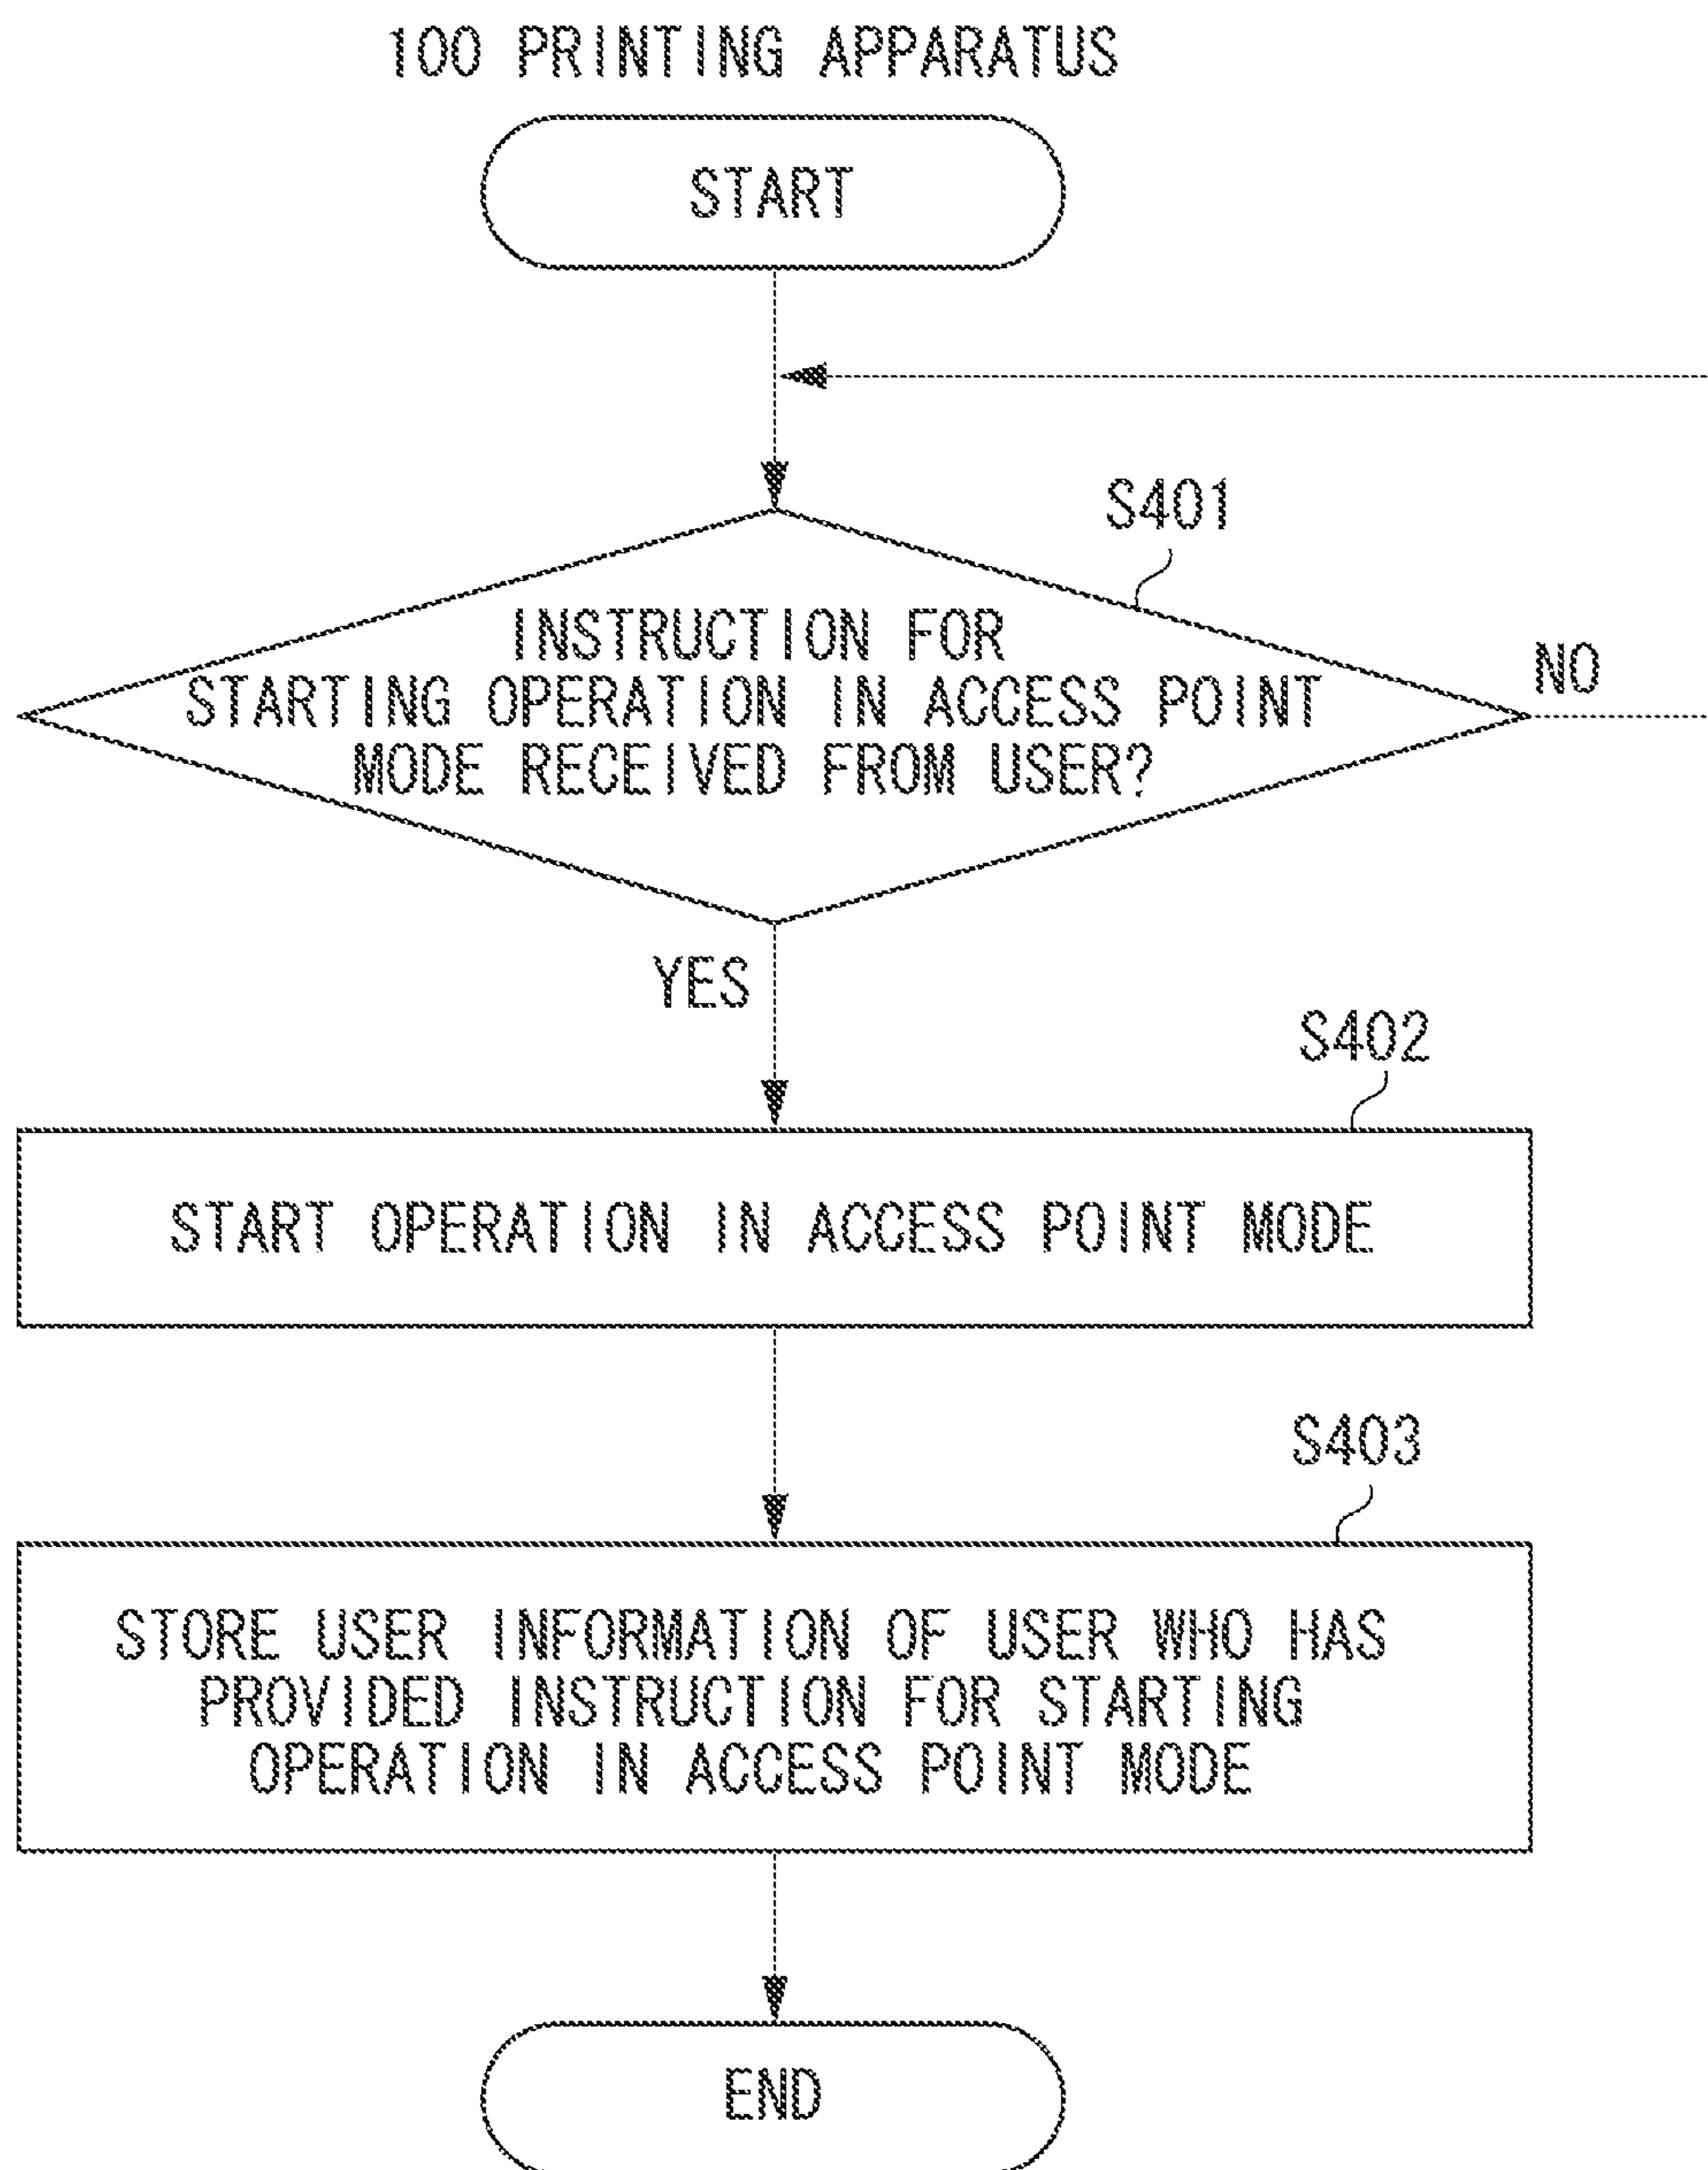 100 PRINTING APPARATUS
START
S401
INSTRUCTION FOR
STARTING OPERATION IN ACCESS POINT
MODE RECEIVED FROM USER?
NO
YES
S402
START OPERATION IN ACCESS POINT MODE
S403
STORE USER INFORMATION OF USER WHO HAS
PROVIDED INSTRUCTION FOR STARTING
OPERATION IN ACCESS POINT MODE
END